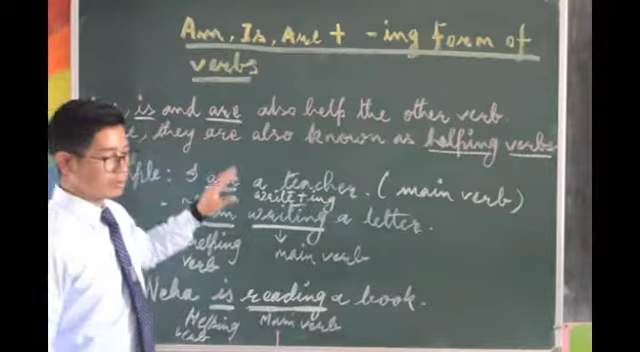 Am, Is, Are + -ing Form of
verbs
is and are also help the other verb.
they are also known as helping verbs
I are a teacher. (main verb)
write+ing
am writing a letter.
helping verb
main verb
Neha is reading a book.
Helping verb
Main verb